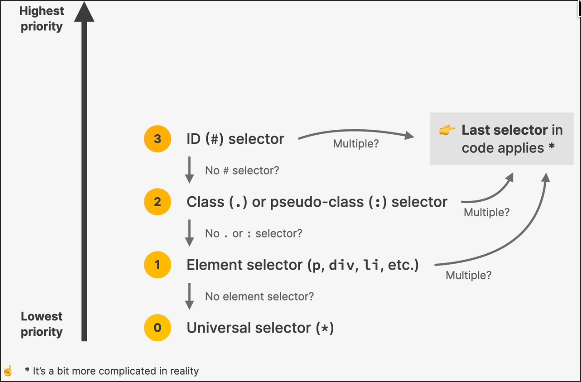 Highest
priority
3 ID (#) selector
Multiple?
👉 Last selector in
code applies *
No # selector?
2 Class (.) or pseudo-class (:) selector
Multiple?
No . or : selector?
1 Element selector (p, div, li, etc.)
Multiple?
No element selector?
Lowest
priority
0 Universal selector (*)
☝️ * It's a bit more complicated in reality